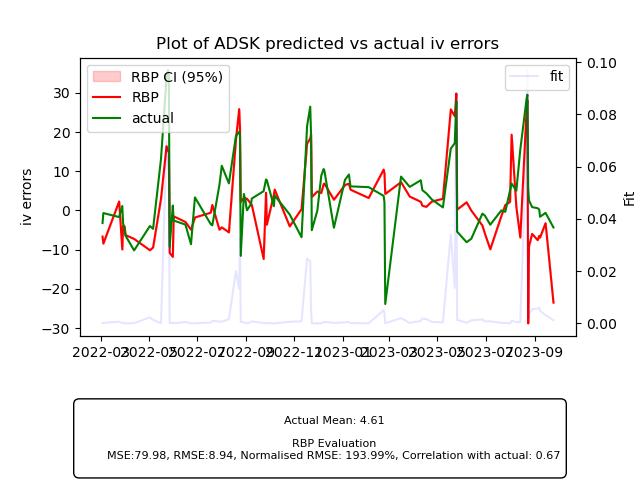 Plot of ADSK predicted vs actual iv errors
RBP CI (95%)
RBP
actual
fit
iv errors
30
20
10
0
−10
−20
−30
0.10
0.08
0.06
0.04
0.02
0.00
Fit
2022-03 2022-05 2022-07 2022-09 2022-11 2023-01 2023-03 2023-05 2023-07 2023-09
Actual Mean: 4.61
RBP Evaluation
MSE:79.98, RMSE:8.94, Normalised RMSE: 193.99%, Correlation with actual: 0.67